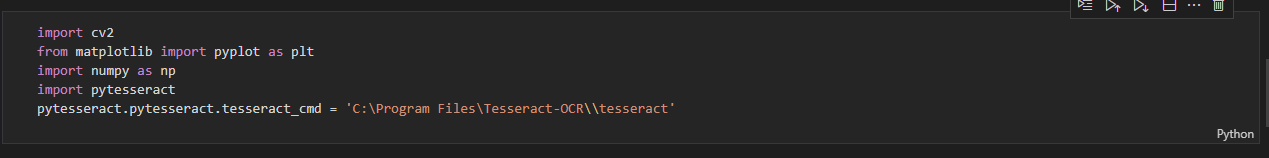 import cv2
from matplotlib import pyplot as plt
import numpy as np
import pytesseract
pytesseract.pytesseract.tesseract_cmd = 'C:\Program Files\Tesseract-OCR\\tesseract'
Python